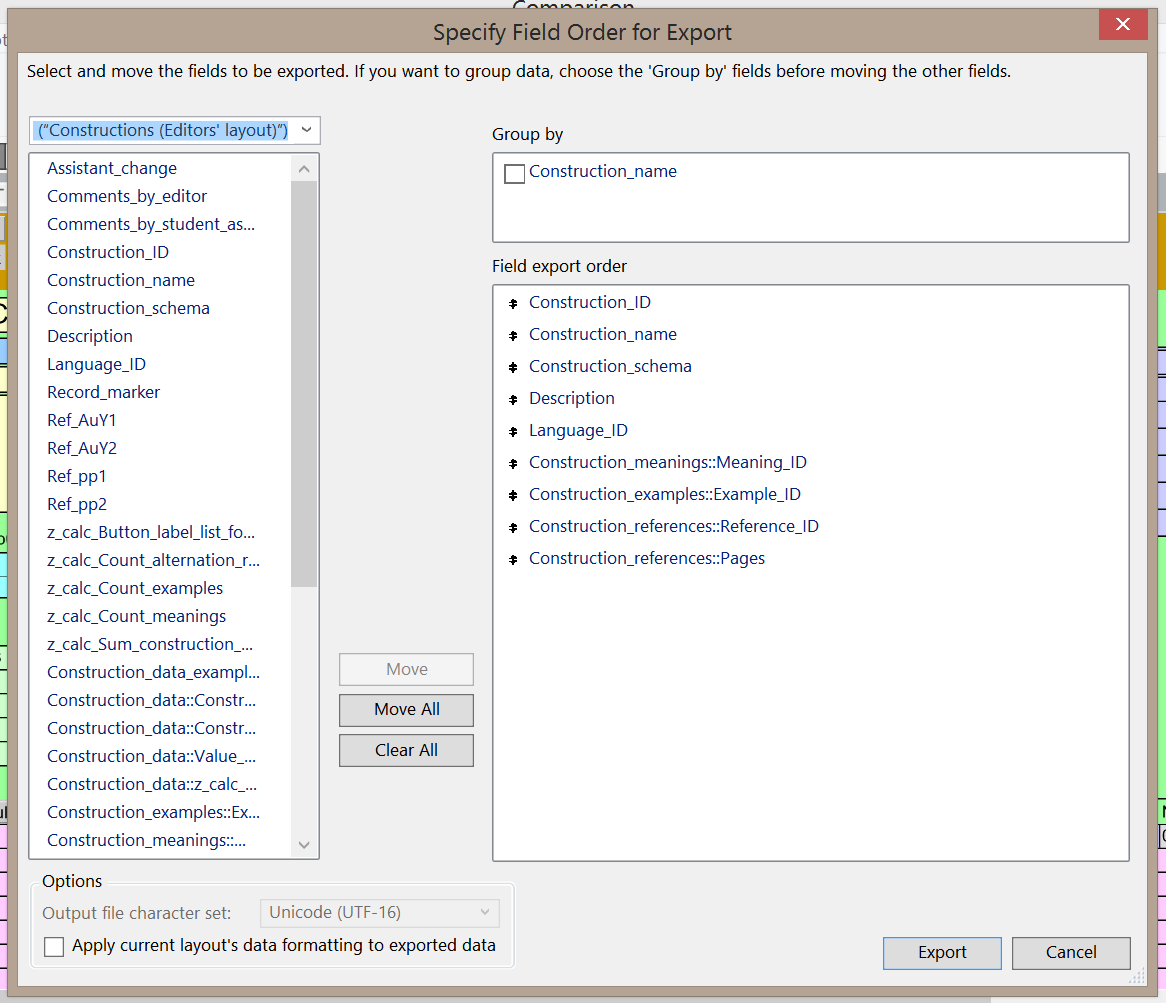 Comparison
Specify Field Order for Export
Select and move the fields to be exported. If you want to group data, choose the 'Group by' fields before moving the other fields.
("Constructions (Editors' layout)")
Assistant_change
Comments_by_editor
Comments_by_student_as...
Construction_ID
Construction_name
Construction_schema
Description
Language_ID
Record_marker
Ref_AuY1
Ref_AuY2
Ref_pp1
Ref_pp2
z_calc_Button_label_list_fo...
z_calc_Count_alternation_r...
z_calc_Count_examples
z_calc_Count_meanings
z_calc_Sum_construction_...
Construction_data_exampl...
Construction_data::Constr...
Construction_data::Constr...
Construction_data::Value_...
Construction_data::z_calc_...
Construction_examples::Ex...
Construction_meanings::...
Move
Move All
Clear All
Group by
Construction_name
Field export order
Construction_ID
Construction_name
Construction_schema
Description
Language_ID
Construction_meanings::Meaning_ID
Construction_examples::Example_ID
Construction_references::Reference_ID
Construction_references::Pages
Options
Output file character set:
Unicode (UTF-16)
Apply current layout's data formatting to exported data
Export
Cancel